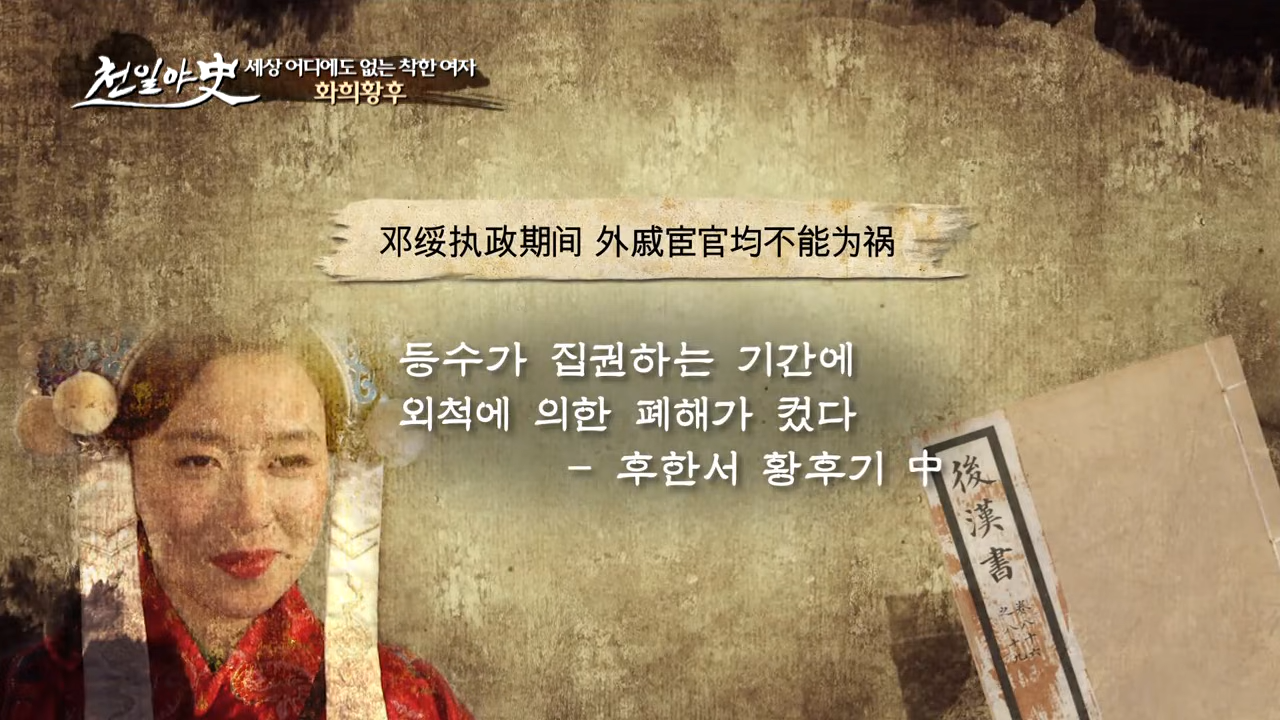 천일야史 세상 어디에도 없는 착한 여자
화희황후
邓绥执政期间 外戚宦官均不能为祸
등수가 집권하는 기간에
외척에 의한 폐해가 컸다
- 후한서 황후기 中
後漢書